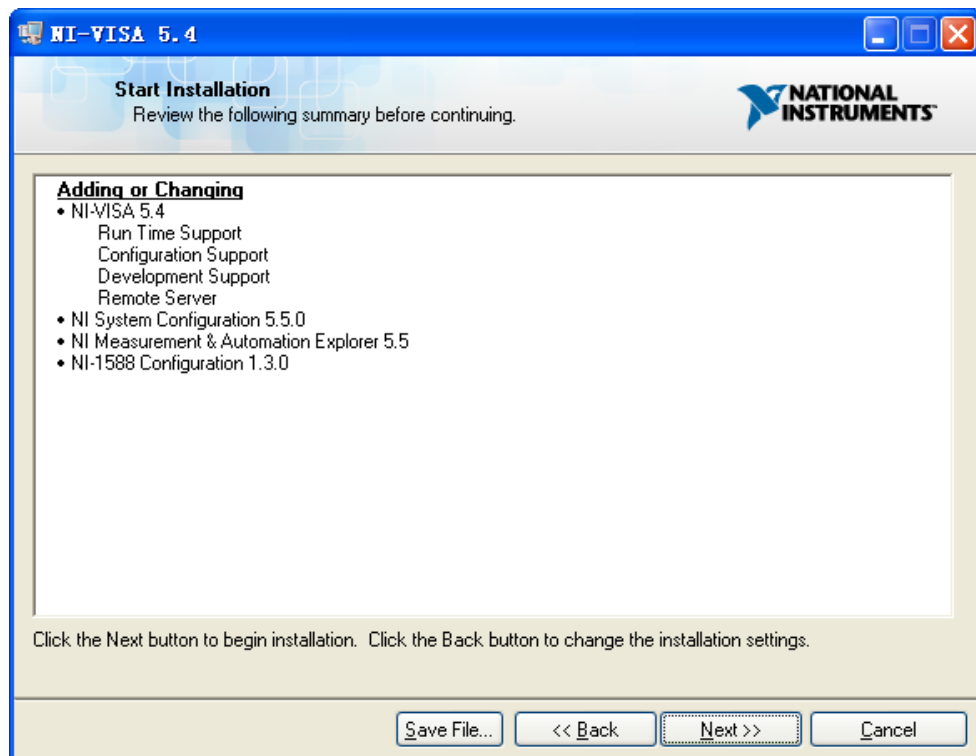 NI-VISA 5.4
Start Installation
Review the following summary before continuing.
NATIONAL
INSTRUMENTS™
Adding or Changing
• NI-VISA 5.4
Run Time Support
Configuration Support
Development Support
Remote Server
• NI System Configuration 5.5.0
• NI Measurement & Automation Explorer 5.5
• NI-1588 Configuration 1.3.0
Click the Next button to begin installation. Click the Back button to change the installation settings.
Save File... << Back Next >> Cancel